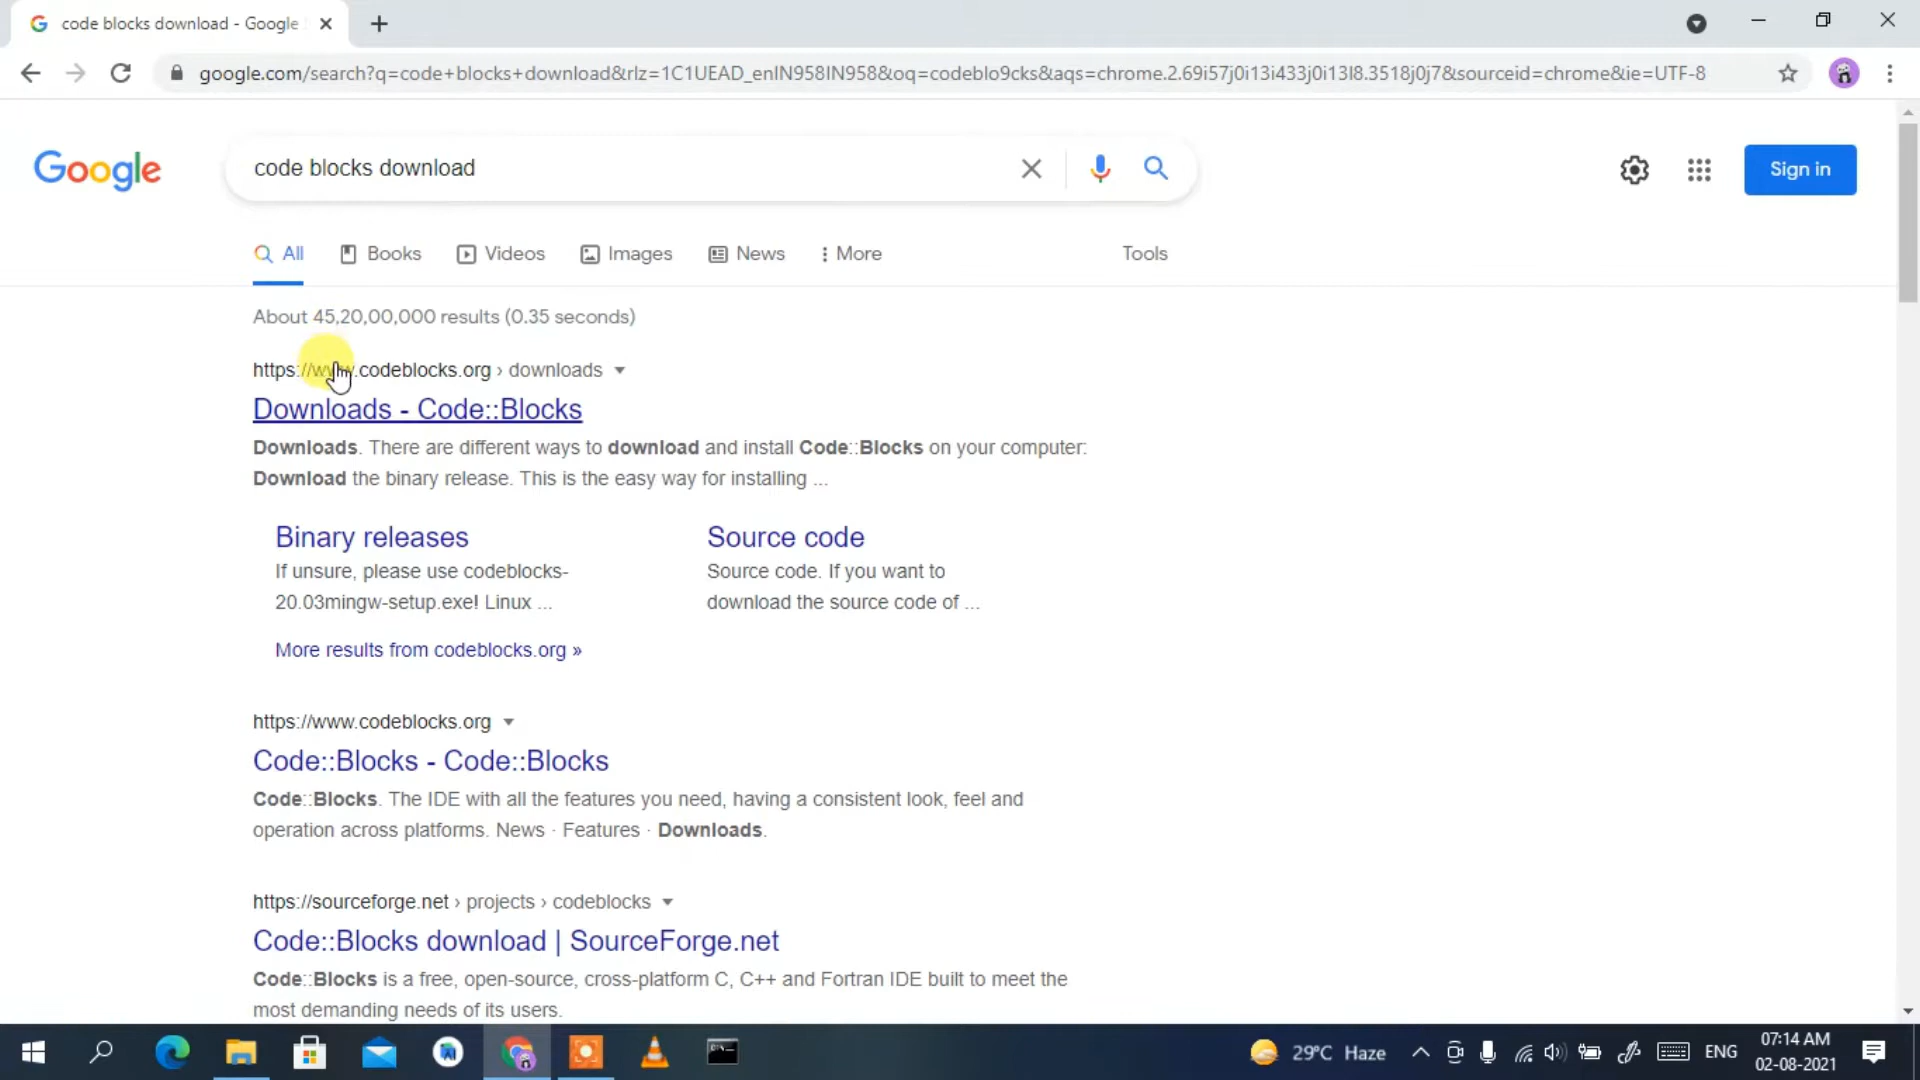 code blocks download - Google
google.com/search?q=code+blocks+download&rlz=1C1UEAD_enIN958IN958&oq=codeblo9cks&aqs=chrome.2.69i57j0i13i433j0i13l8.3518j0j7&sourceid=chrome&ie=UTF-8
Google
code blocks download
Sign in
All Books Videos Images News More Tools
About 45,20,00,000 results (0.35 seconds)
https://www.codeblocks.org › downloads
Downloads - Code::Blocks
Downloads. There are different ways to download and install Code::Blocks on your computer:
Download the binary release. This is the easy way for installing ...
Binary releases
If unsure, please use codeblocks-
20.03mingw-setup.exe! Linux ...
Source code
Source code. If you want to
download the source code of ...
More results from codeblocks.org »
https://www.codeblocks.org
Code::Blocks - Code::Blocks
Code::Blocks. The IDE with all the features you need, having a consistent look, feel and
operation across platforms. News · Features · Downloads.
https://sourceforge.net › projects › codeblocks
Code::Blocks download | SourceForge.net
Code::Blocks is a free, open-source, cross-platform C, C++ and Fortran IDE built to meet the
most demanding needs of its users.
29°C Haze
ENG
07:14 AM
02-08-2021